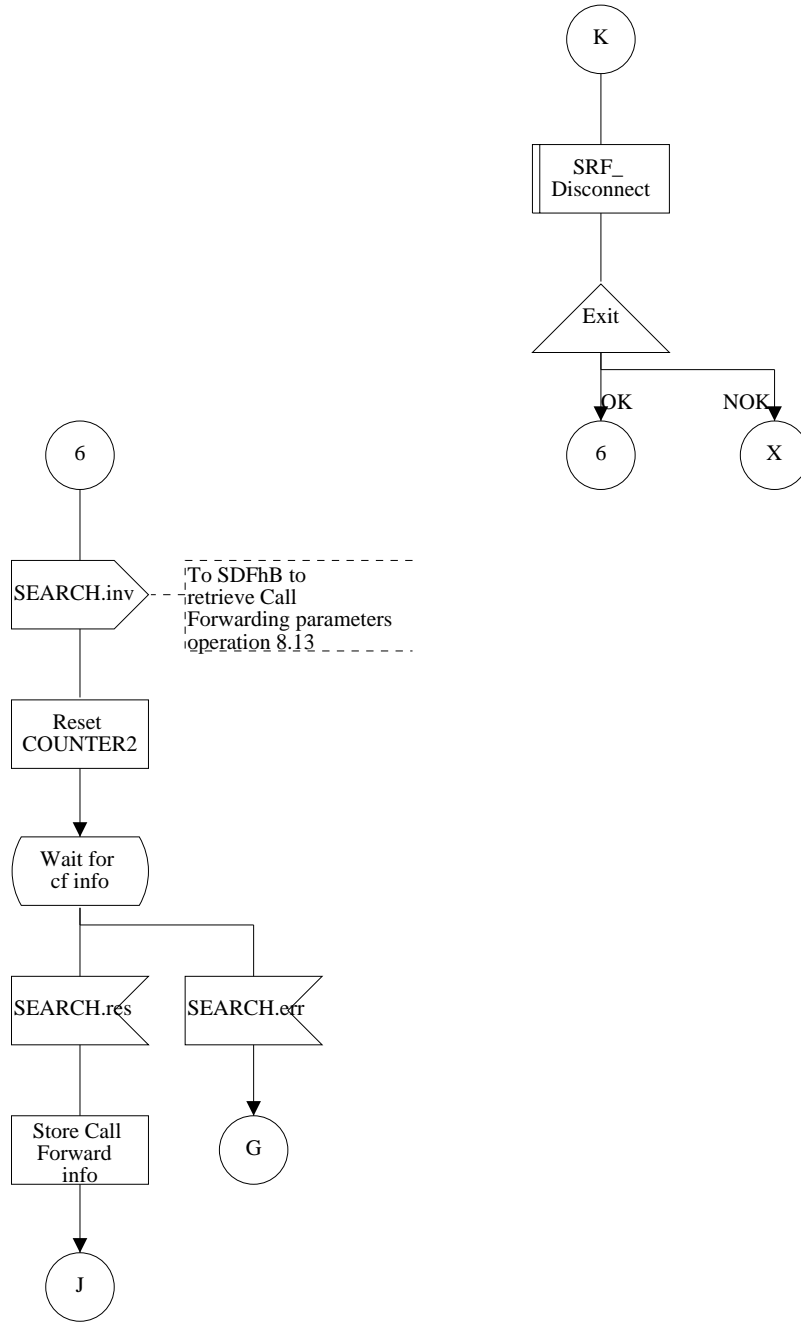 K
SRF_
Disconnect
Exit
OK
NOK
6
X
6
SEARCH.inv
To SDFhB to
retrieve Call
Forwarding parameters
operation 8.13
Reset
COUNTER2
Wait for
cf info
SEARCH.res
SEARCH.err
Store Call
Forward
info
G
J